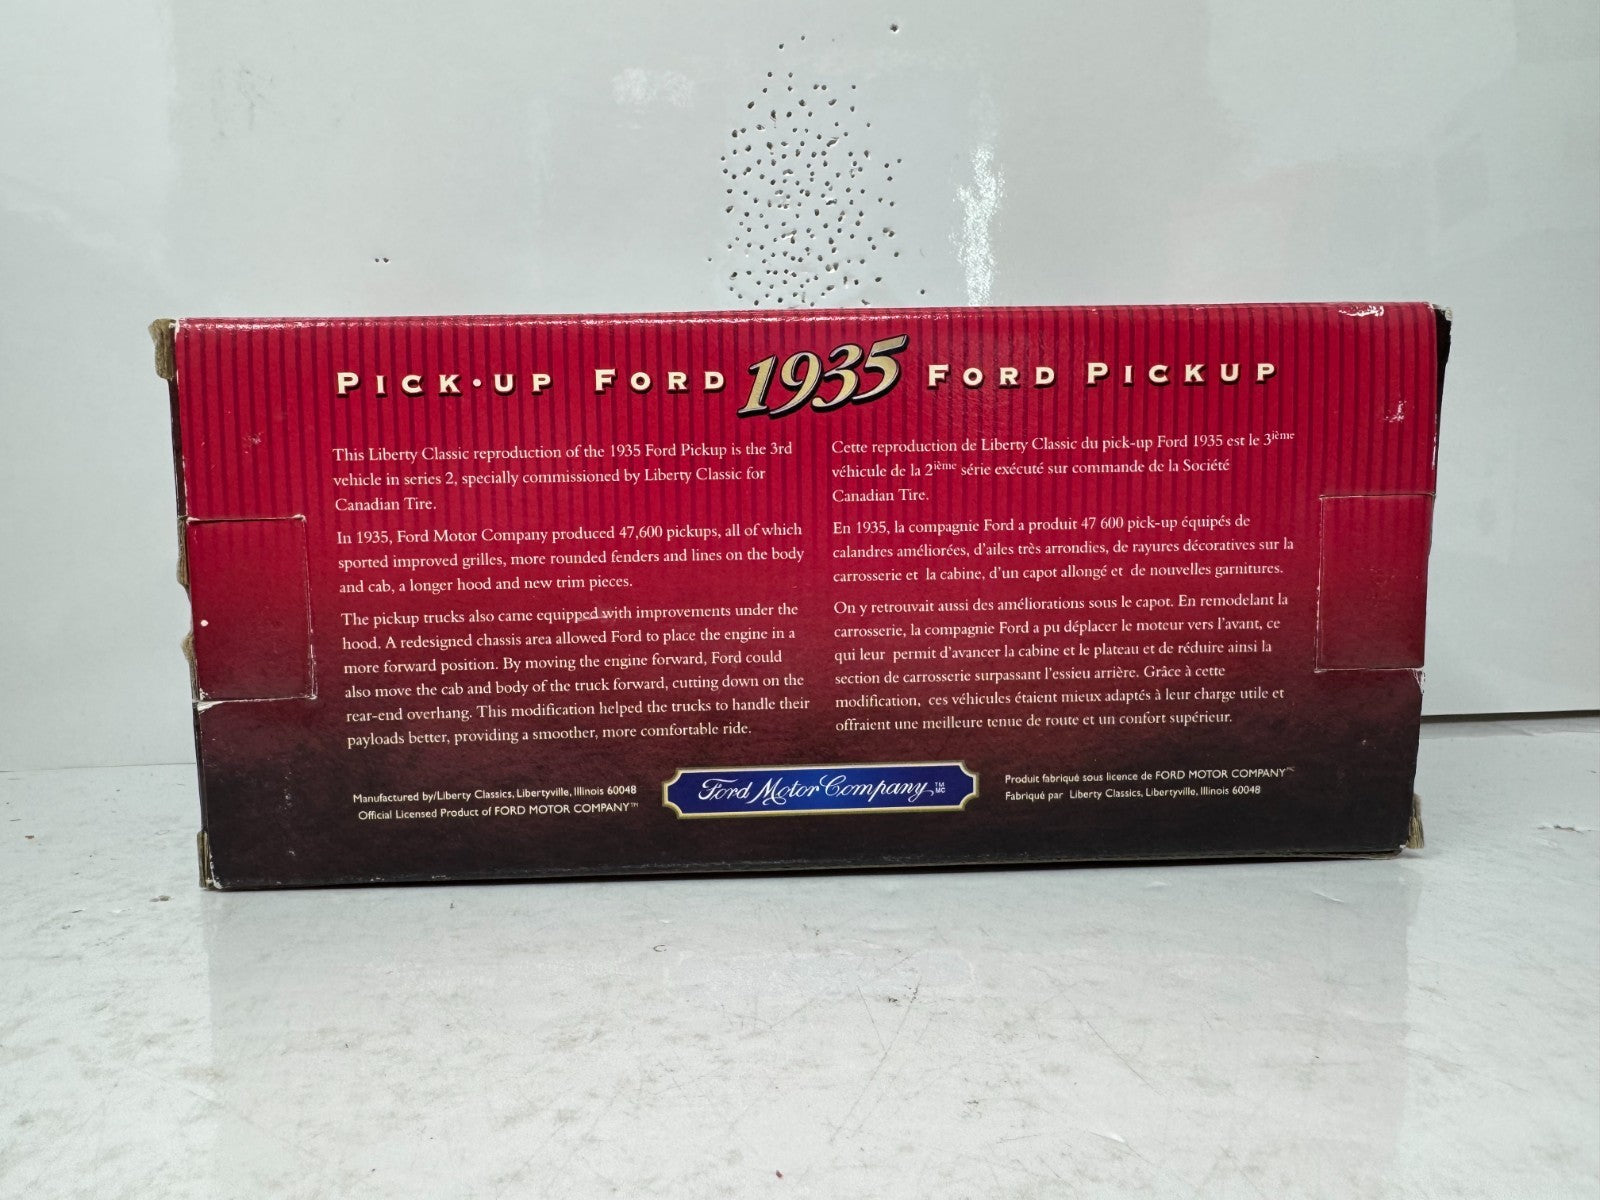 PICK·UP FORD 1935 FORD PICKUP
This Liberty Classic reproduction of the 1935 Ford Pickup is the 3rd
vehicle in series 2, specially commissioned by Liberty Classic for
Canadian Tire.
In 1935, Ford Motor Company produced 47,600 pickups, all of which
sported improved grilles, more rounded fenders and lines on the body
and cab, a longer hood and new trim pieces.
The pickup trucks also came equipped with improvements under the
hood. A redesigned chassis area allowed Ford to place the engine in a
more forward position. By moving the engine forward, Ford could
also move the cab and body of the truck forward, cutting down on the
rear-end overhang. This modification helped the trucks to handle their
payloads better, providing a smoother, more comfortable ride.
Cette reproduction de Liberty Classic du pick-up Ford 1935 est le 3ième
véhicule de la 2ième série exécuté sur commande de la Société
Canadian Tire.
En 1935, la compagnie Ford a produit 47 600 pick-up équipés de
calandres améliorées, d'ailes très arrondies, de rayures décoratives sur la
carrosserie et la cabine, d'un capot allongé et de nouvelles garnitures.
On y retrouvait aussi des améliorations sous le capot. En remodelant la
carrosserie, la compagnie Ford a pu déplacer le moteur vers l'avant, ce
qui leur permit d'avancer la cabine et le plateau et de réduire ainsi la
section de carrosserie surpassant l'essieu arrière. Grâce à cette
modification, ces véhicules étaient mieux adaptés à leur charge utile et
offraient une meilleure tenue de route et un confort supérieur.
Manufactured by/Liberty Classics, Libertyville, Illinois 60048
Official Licensed Product of FORD MOTOR COMPANY™
Ford Motor Company TM MC
Produit fabriqué sous licence de FORD MOTOR COMPANY MC
Fabriqué par Liberty Classics, Libertyville, Illinois 60048